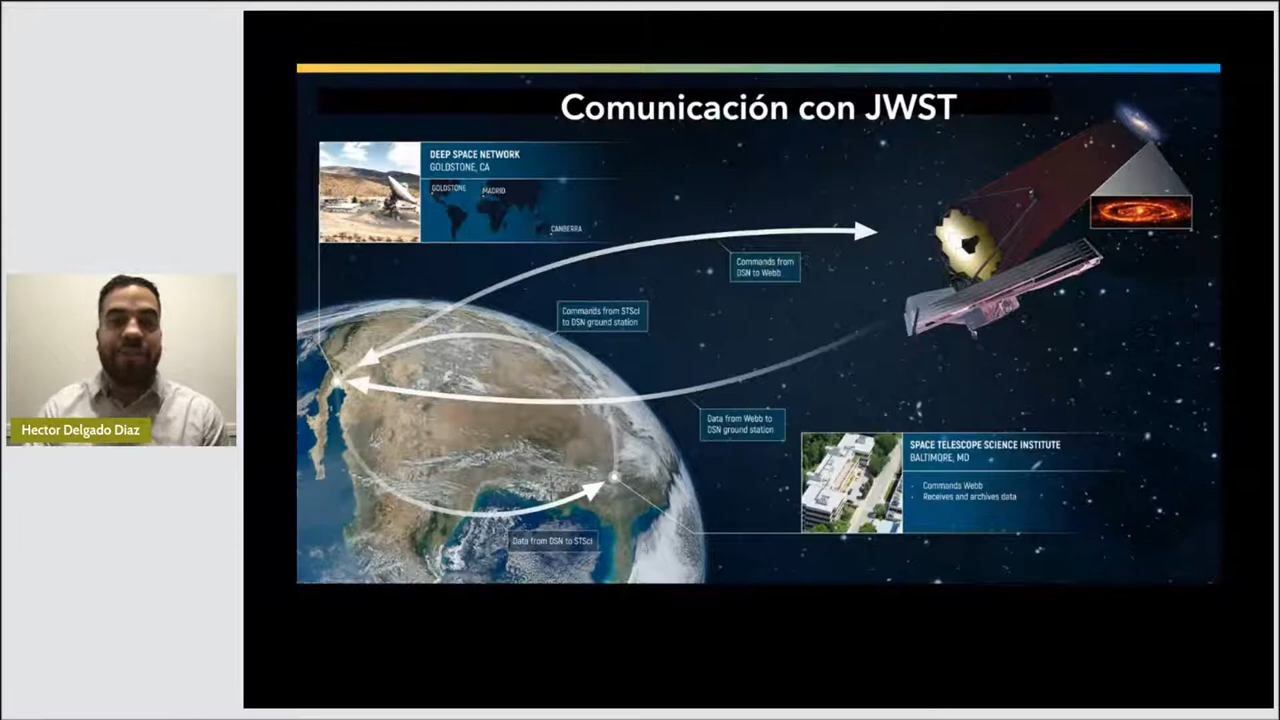 Comunicación con JWST
DEEP SPACE NETWORK
GOLDSTONE, CA
GOLDSTONE
MADRID
CANBERRA
Commands from
DSN to Webb
Commands from STScI
to DSN ground station
Data from Webb to
DSN ground station
Hector Delgado Diaz
SPACE TELESCOPE SCIENCE INSTITUTE
BALTIMORE, MD
- Commands Webb
- Receives and archives data
Data from DSN to STScI